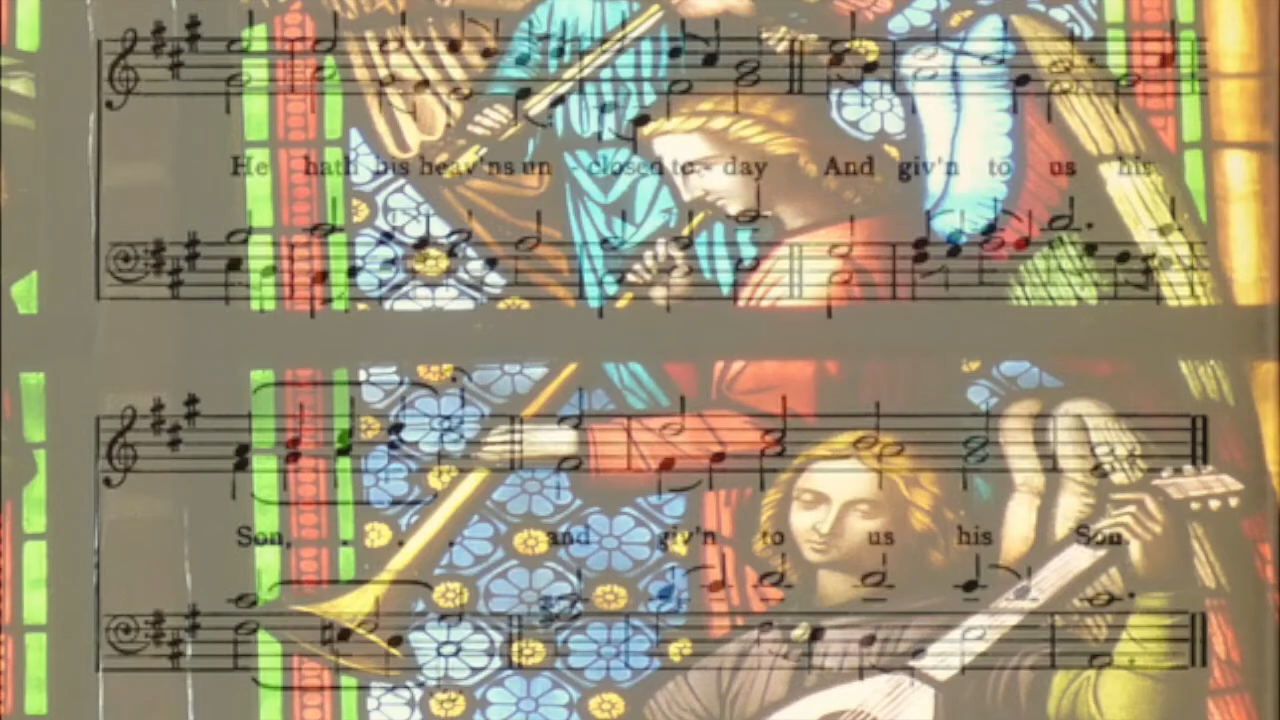 He hath his heav'ns un - closed to - day And giv'n to us his
Son, . . . . and giv'n to us his Son.